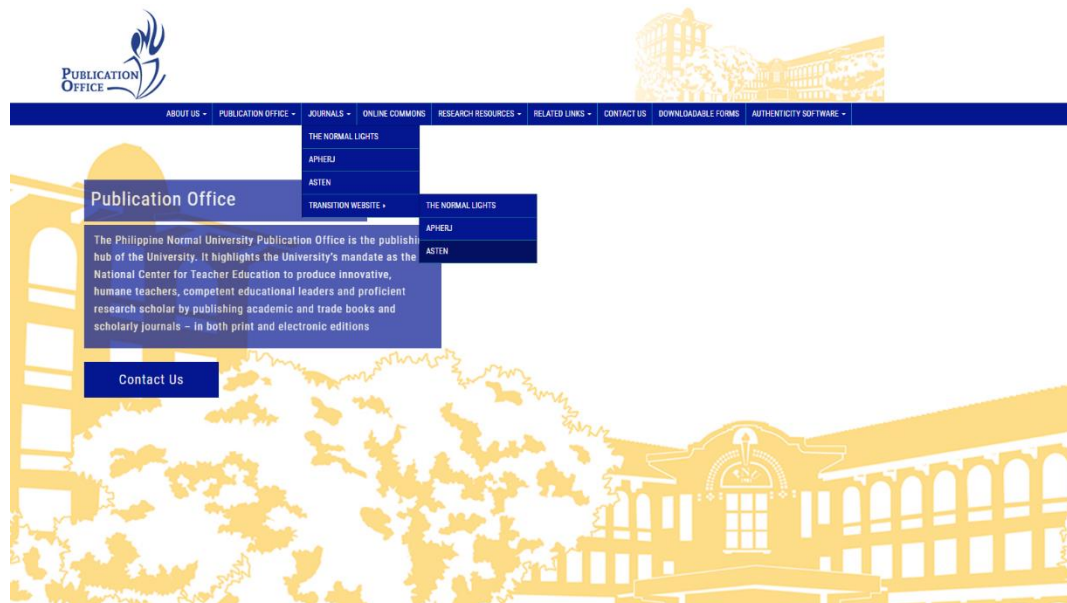 PNU
PUBLICATION
OFFICE
ABOUT US PUBLICATION OFFICE JOURNALS ONLINE COMMONS RESEARCH RESOURCES RELATED LINKS CONTACT US DOWNLOADABLE FORMS AUTHENTICITY SOFTWARE
THE NORMAL LIGHTS
APHERJ
ASTEN
TRANSITION WEBSITE
THE NORMAL LIGHTS
APHERJ
ASTEN
Publication Office
The Philippine Normal University Publication Office is the
hub of the University. It highlights the University's mandate as the
National Center for Teacher Education to produce innovative,
humane teachers, competent educational leaders and proficient
research scholar by publishing academic and trade books and
scholarly journals – in both print and electronic editions
Contact Us